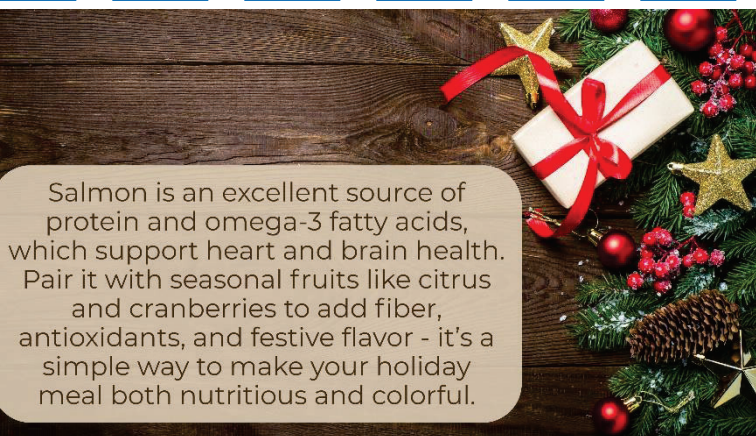 Salmon is an excellent source of
protein and omega-3 fatty acids,
which support heart and brain health.
Pair it with seasonal fruits like citrus
and cranberries to add fiber,
antioxidants, and festive flavor - it’s a
simple way to make your holiday
meal both nutritious and colorful.